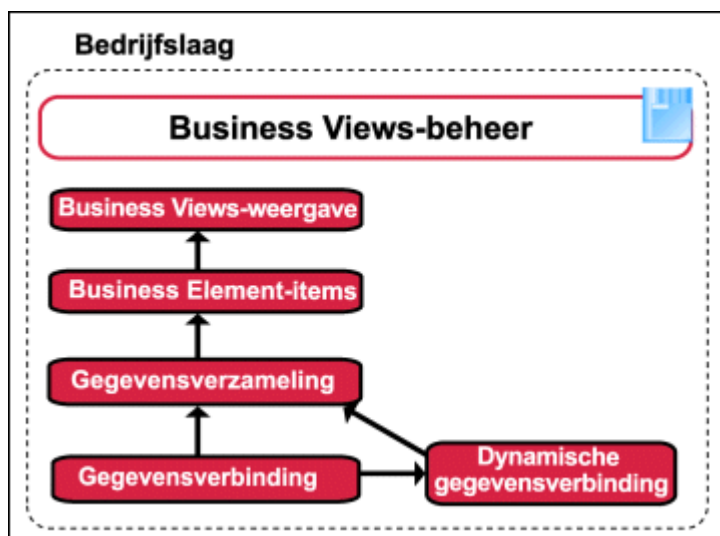 Bedrijfslaag
Business Views-beheer
Business Views-weergave
Business Element-items
Gegevensverzameling
Gegevensverbinding
Dynamische
gegevensverbinding